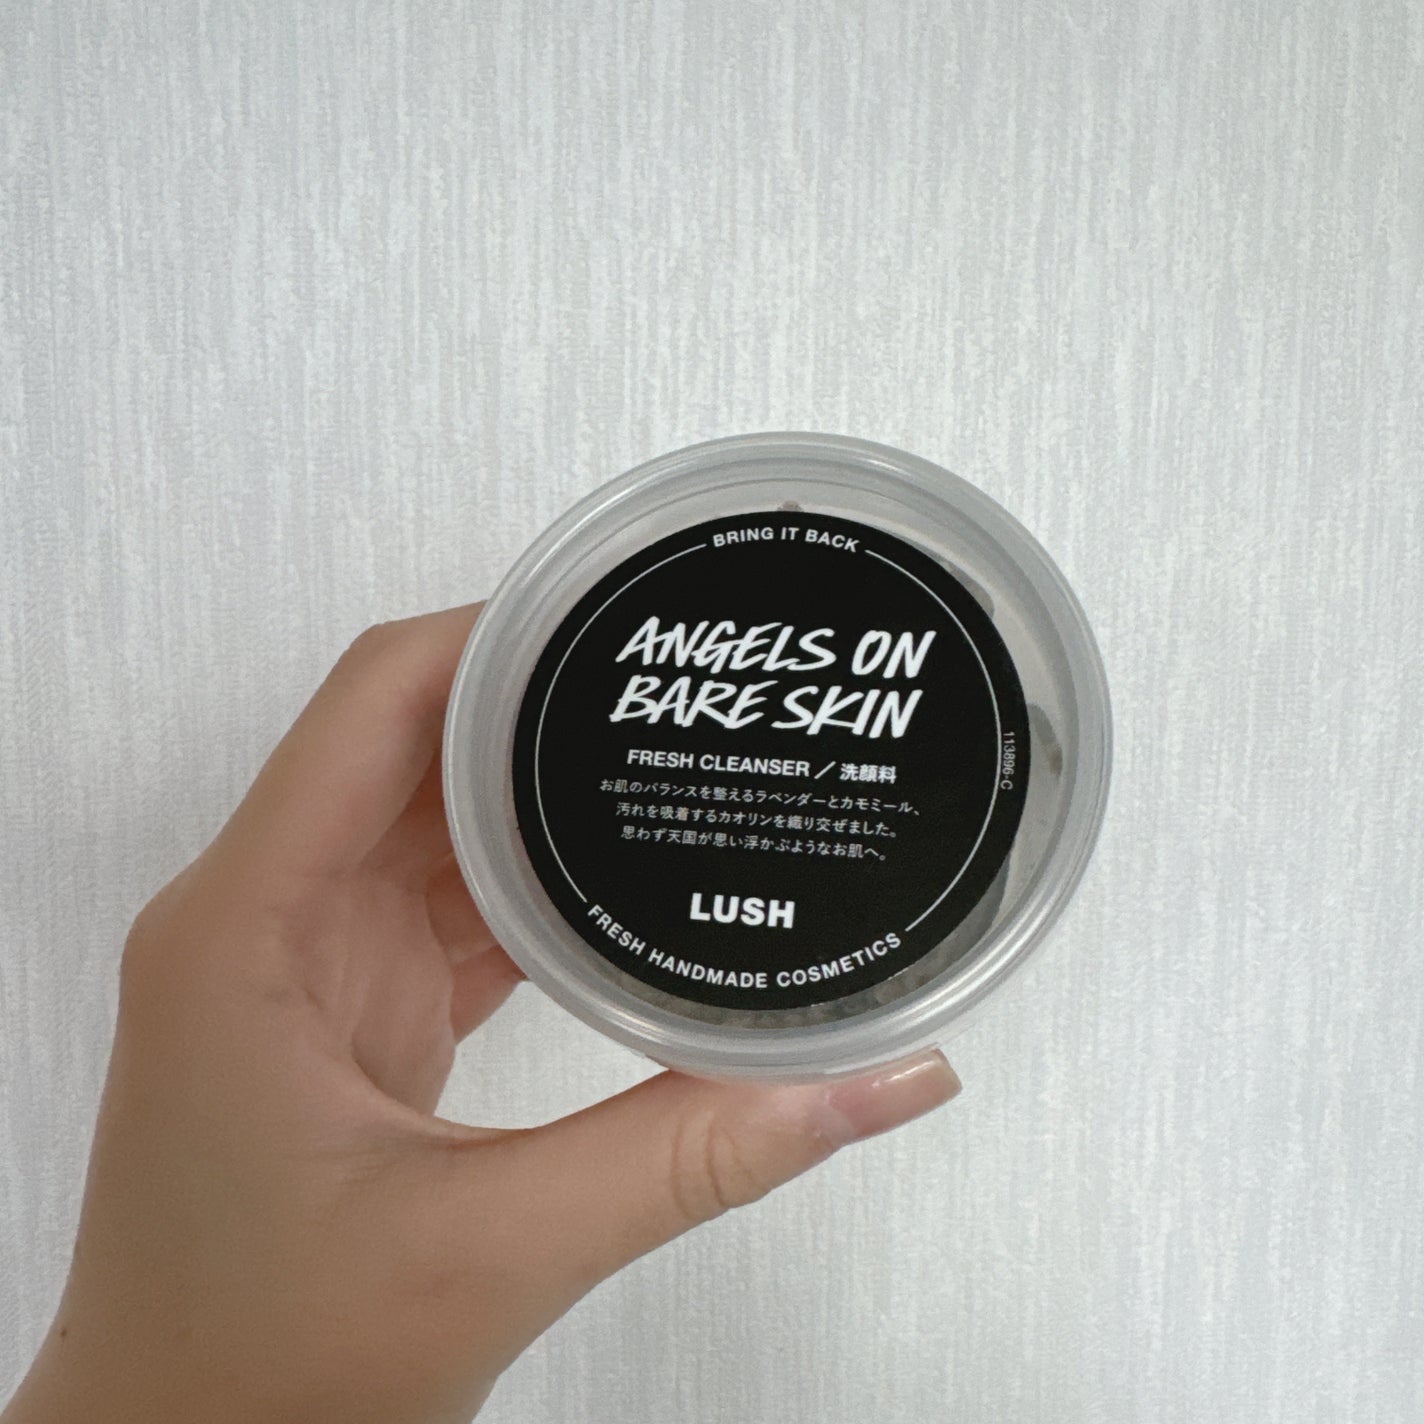 BRING IT BACK
ANGELS ON
BARE SKIN
FRESH CLEANSER / 洗顔料
お肌のバランスを整えるラベンダーとカモミール、
汚れを吸着するカオリンを織り交ぜました。
思わず天国が思い浮かぶようなお肌へ。
LUSH
FRESH HANDMADE COSMETICS
113896-C